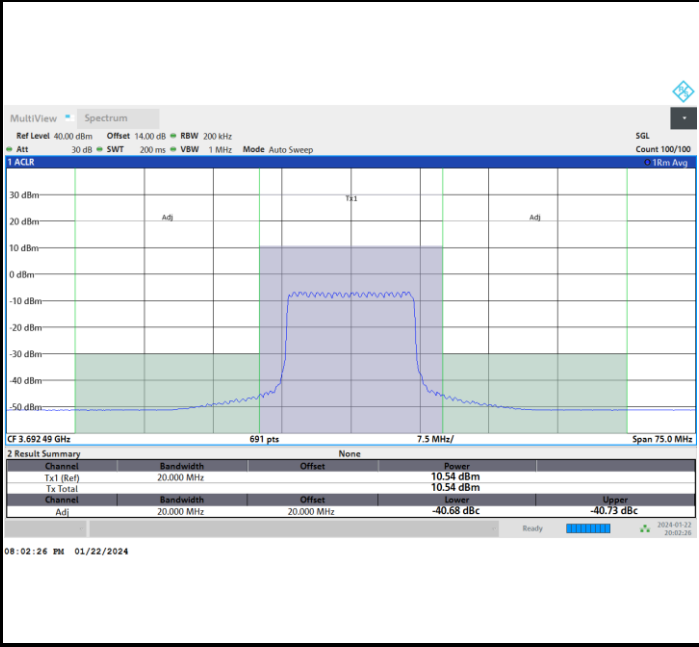 MultiView Spectrum
Ref Level 40.00 dBm Offset 14.00 dB RBW 200 kHz SGL
Att 30 dB SWT 200 ms VBW 1 MHz Mode Auto Sweep Count 100/100
1 ACLR 1Rm Avg
30 dBm
Tx1
20 dBm Adj Adj
10 dBm
0 dBm
-10 dBm
-20 dBm
-30 dBm
-40 dBm
-50 dBm
CF 3.692 49 GHz 691 pts 7.5 MHz/ Span 75.0 MHz
2 Result Summary None
Channel Bandwidth Offset Power
Tx1 (Ref) 20.000 MHz 10.54 dBm
Tx Total 10.54 dBm
Channel Bandwidth Offset Lower Upper
Adj 20.000 MHz 20.000 MHz -40.68 dBc -40.73 dBc
Ready 2024-01-22
20:02:26
08:02:26 PM 01/22/2024